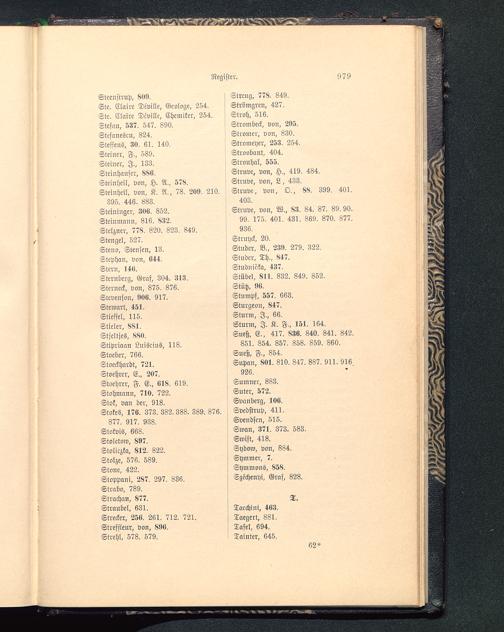 Register.
979
Steenstrup, 809.
Ste. Claire Déville, Geologe, 254.
Ste. Claire Déville, Chemiker, 254.
Stefan, 537. 547. 890.
Stefanescu, 824.
Steffens, 30. 61. 140.
Steiner, F., 589.
Steiner, J., 133.
Steinhauser, 886.
Steinheil, von, H. A., 578.
Steinheil, von, K. A., 78. 209. 210.
395. 446. 883.
Steininger, 306. 852.
Steinmann, 816. 832.
Stelzner, 778. 820. 823. 849.
Stengel, 527.
Steno, Svensen, 13.
Stephan, von, 644.
Stern, 146.
Sternberg, Graf, 304. 313.
Sterneck, von, 875. 876.
Stevenson, 906. 917.
Stewart, 451.
Stieffel, 115.
Stieler, 881.
Stjeltjes, 880.
Stipriaan Luiscius, 118.
Stoeber, 766.
Stoeckhardt, 721.
Stoehrer, E., 207.
Stoehrer, F. E., 618. 619.
Stohmann, 710. 722.
Stok, van der, 918.
Stokes, 176. 373. 382. 388. 389. 876.
877. 917. 938.
Stokvis, 668.
Stoletow, 897.
Stoliczka, 812. 822.
Stolze, 576. 589.
Stone, 422.
Stoppani, 287. 297. 836.
Strabo, 789.
Strachan, 877.
Straubel, 631.
Strecker, 256. 261. 712. 721.
Streffleur, von, 896.
Strehl, 578. 579.
Streng, 778. 849.
Strömgren, 427.
Stroh, 516.
Strombeck, von, 295.
Stromer, von, 830.
Stromeyer, 253. 254.
Stroobant, 404.
Strouhal, 555.
Struve, von, H., 419. 484.
Struve, von, L., 433.
Struve, von, O., 88. 399. 401.
403.
Struve, von, W., 83. 84. 87. 89. 90.
99. 175. 401. 431. 869. 870. 877.
936.
Struyck, 20.
Studer, B., 239. 279. 322.
Studer, Th., 847.
Studnička, 437.
Stübel, 811. 832. 849. 852.
Stütz, 96.
Stumpf, 557. 663.
Sturgeon, 847.
Sturm, J., 66.
Sturm, J. K. F., 151. 164.
Sueß, E., 417. 836. 840. 841. 842.
851. 854. 857. 858. 859. 860.
Sueß, F., 854.
Supan, 801. 810. 847. 887. 911. 916.
926.
Sumner, 883.
Suter, 572.
Svanberg, 106.
Svedstrup, 411.
Svendsen, 515.
Swan, 371. 373. 583.
Swift, 418.
Sydow, von, 884.
Symmer, 7.
Symmons, 858.
Széchenyi, Graf, 828.
T.
Tacchini, 463.
Taegert, 881.
Tafel, 694.
Tainter, 645.
62*